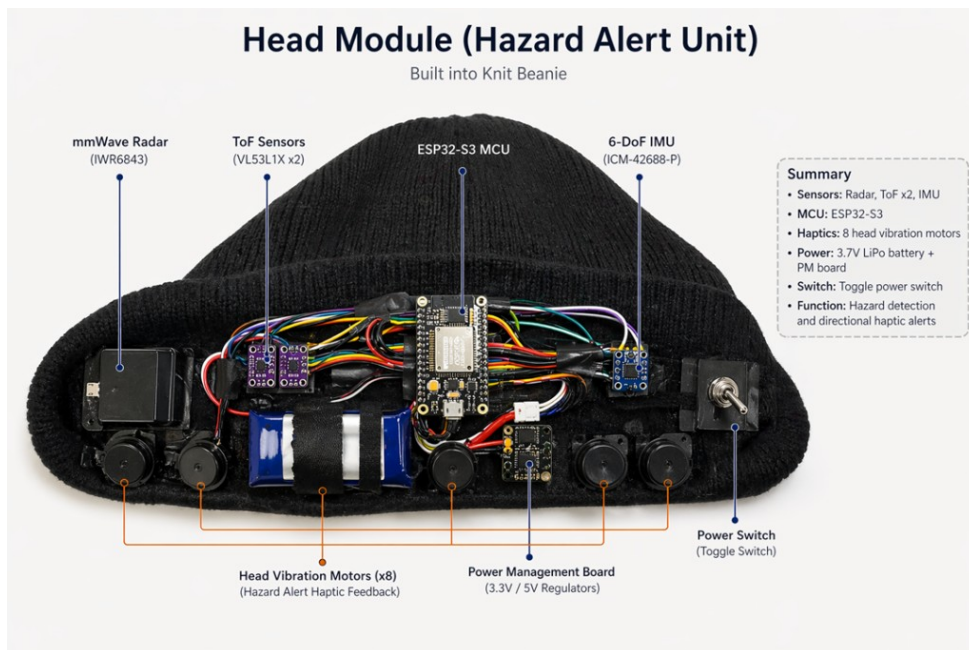 Head Module (Hazard Alert Unit)
Built into Knit Beanie
mmWave Radar
(IWR6843)
ToF Sensors
(VL53L1X x2)
ESP32-S3 MCU
6-DoF IMU
(ICM-42688-P)
Summary
• Sensors: Radar, ToF x2, IMU
• MCU: ESP32-S3
• Haptics: 8 head vibration motors
• Power: 3.7V LiPo battery +
PM board
• Switch: Toggle power switch
• Function: Hazard detection
and directional haptic alerts
Power Switch
(Toggle Switch)
Head Vibration Motors (x8)
(Hazard Alert Haptic Feedback)
Power Management Board
(3.3V / 5V Regulators)